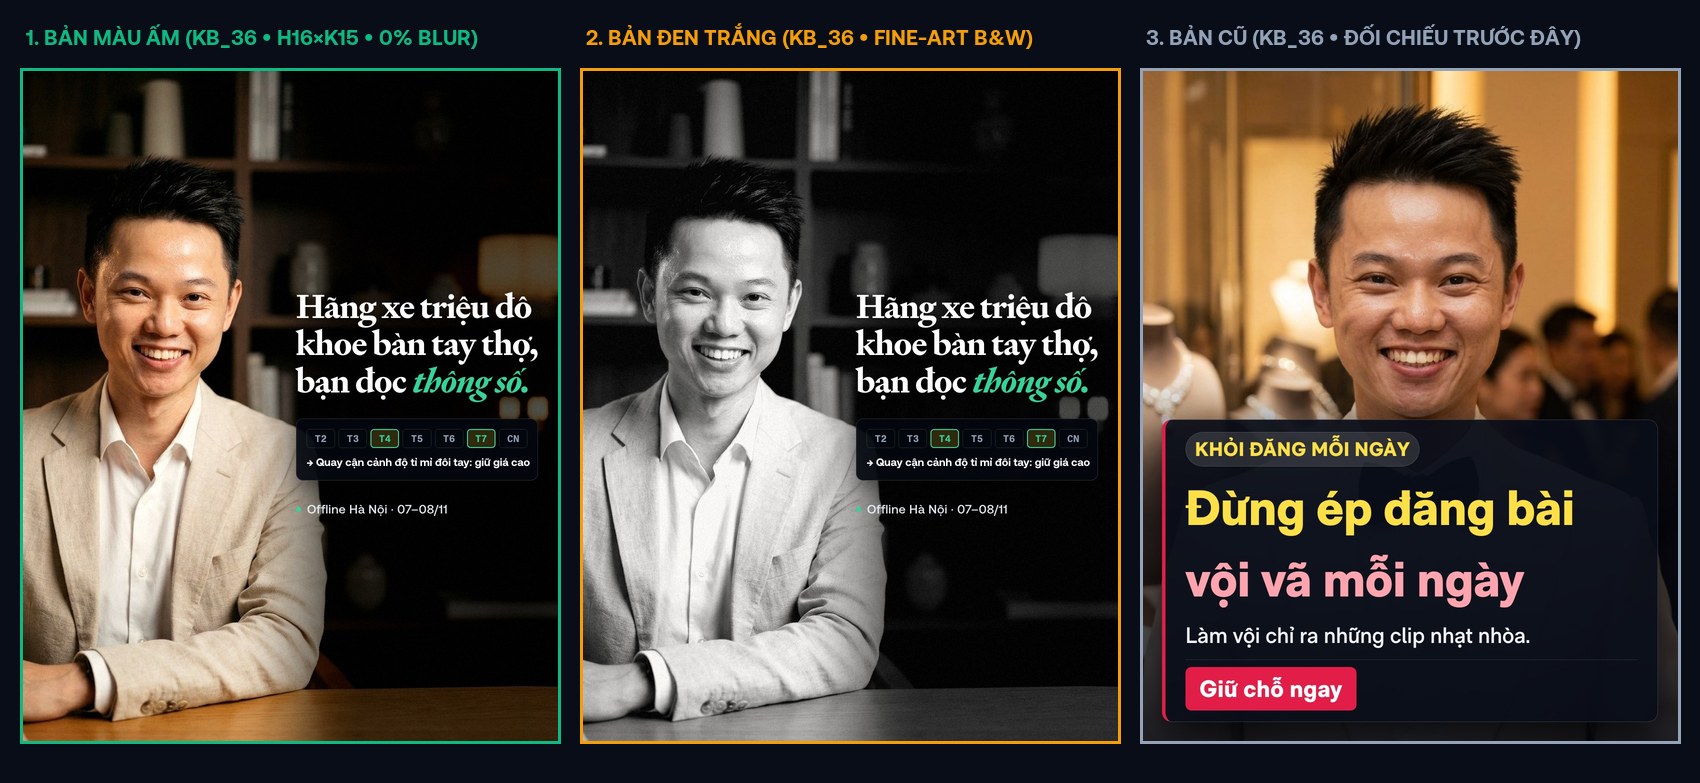 1. BẢN MÀU ẤM (KB_36 • H16×K15 • 0% BLUR)
Hãng xe triệu đô
khoe bàn tay thợ,
bạn đọc thông số.
T2 T3 T4 T5 T6 T7 CN
→ Quay cận cảnh độ tỉ mỉ đôi tay: giữ giá cao
Offline Hà Nội · 07–08/11
2. BẢN ĐEN TRẮNG (KB_36 • FINE-ART B&W)
Hãng xe triệu đô
khoe bàn tay thợ,
bạn đọc thông số.
T2 T3 T4 T5 T6 T7 CN
→ Quay cận cảnh độ tỉ mỉ đôi tay: giữ giá cao
Offline Hà Nội · 07–08/11
3. BẢN CŨ (KB_36 • ĐỐI CHIẾU TRƯỚC ĐÂY)
KHỎI ĐĂNG MỖI NGÀY
Đừng ép đăng bài
vội vã mỗi ngày
Làm vội chỉ ra những clip nhạt nhòa.
Giữ chỗ ngay